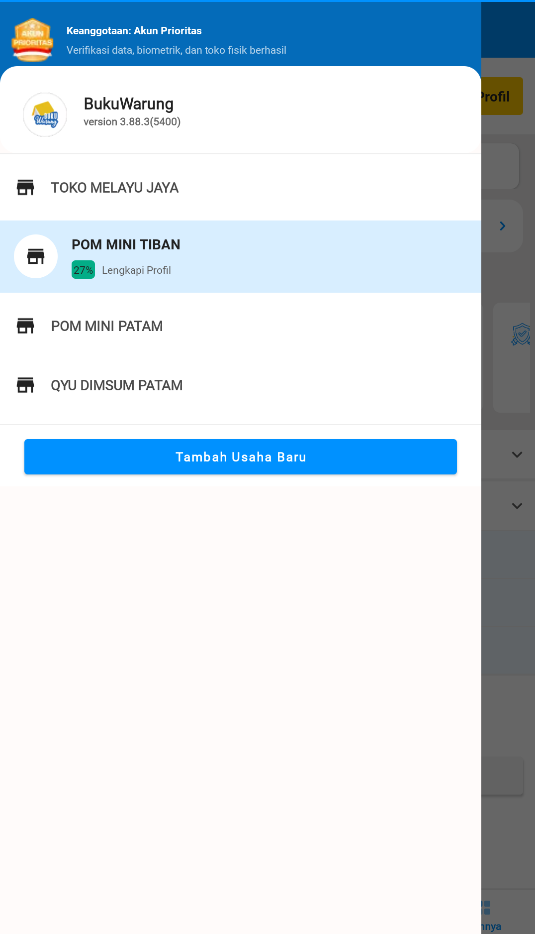 AKUN
PRIORITAS
Keanggotaan: Akun Prioritas
Verifikasi data, biometrik, dan toko fisik berhasil
Profil
BukuWarung
version 3.88.3(5400)
TOKO MELAYU JAYA
POM MINI TIBAN
27% Lengkapi Profil
POM MINI PATAM
QYU DIMSUM PATAM
Tambah Usaha Baru